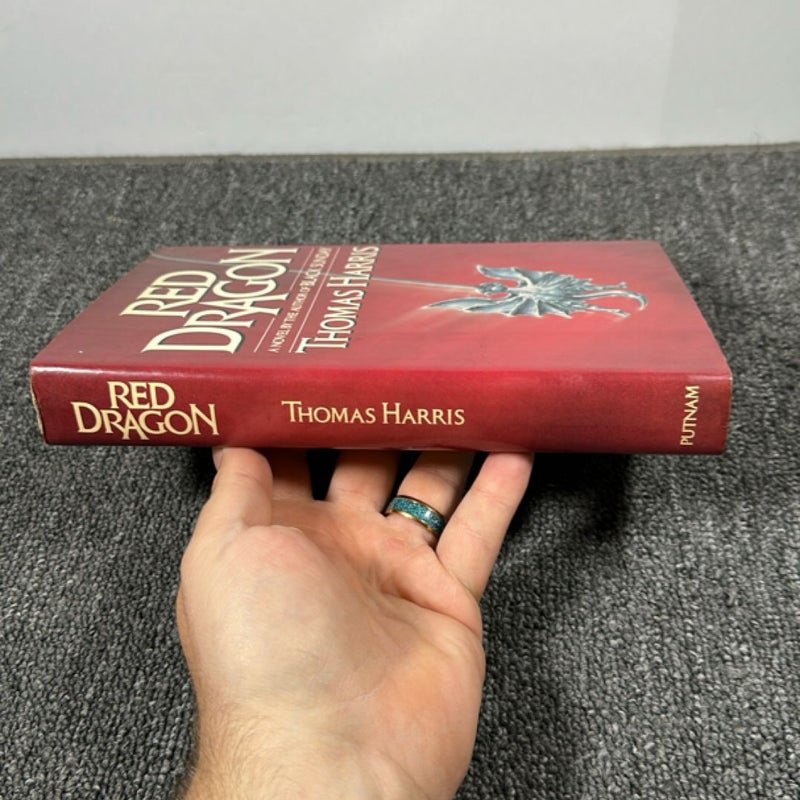 RED
DRAGON
A NOVEL BY THE AUTHOR OF BLACK SUNDAY
THOMAS HARRIS
RED
DRAGON
THOMAS HARRIS
PUTNAM